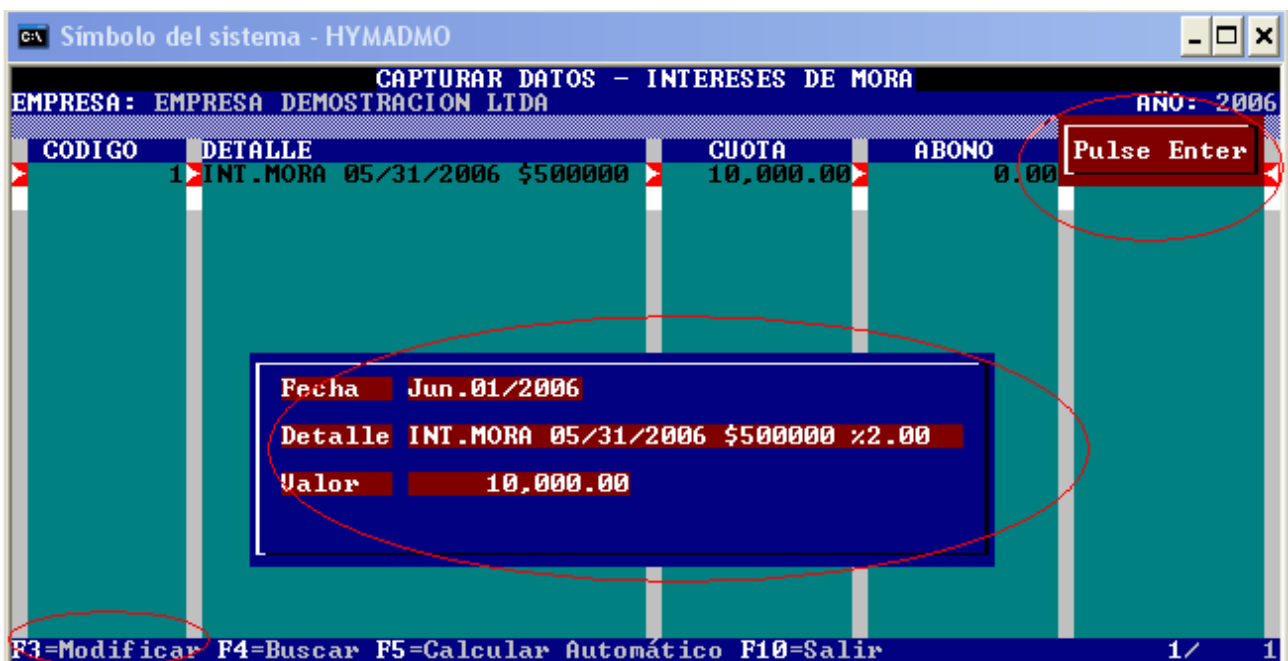 Símbolo del sistema - HYMADMO
CAPTURAR DATOS - INTERESES DE MORA
EMPRESA: EMPRESA DEMOSTRACION LTDA AÑO: 2006
CODIGO DETALLE CUOTA ABONO Pulse Enter
1 INT.MORA 05/31/2006 $500000 10,000.00 0.00
Fecha Jun.01/2006
Detalle INT.MORA 05/31/2006 $500000 %2.00
Valor 10,000.00
F3=Modificar F4=Buscar F5=Calcular Automático F10=Salir 1/ 1